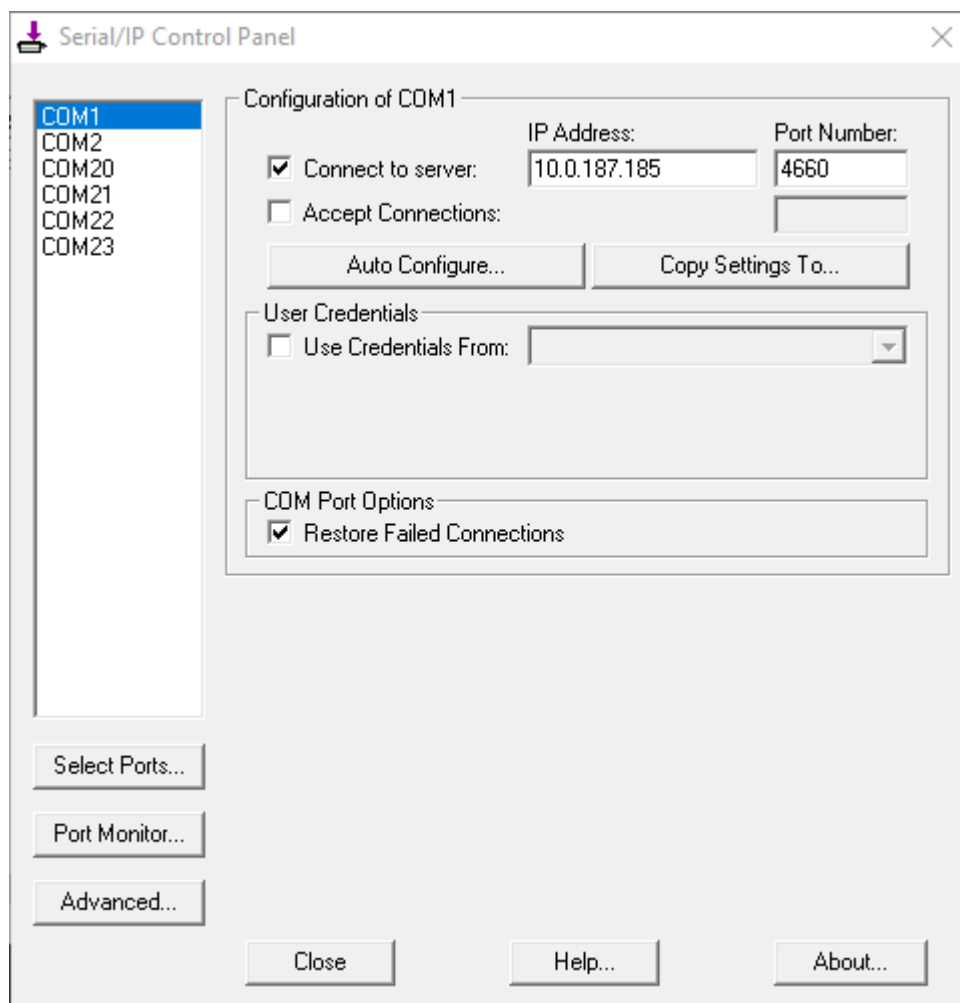 Serial/IP Control Panel
COM1
COM2
COM20
COM21
COM22
COM23
Configuration of COM1
IP Address: Port Number:
Connect to server: 10.0.187.185 4660
Accept Connections:
Auto Configure... Copy Settings To...
User Credentials
Use Credentials From:
COM Port Options
Restore Failed Connections
Select Ports...
Port Monitor...
Advanced...
Close Help... About...